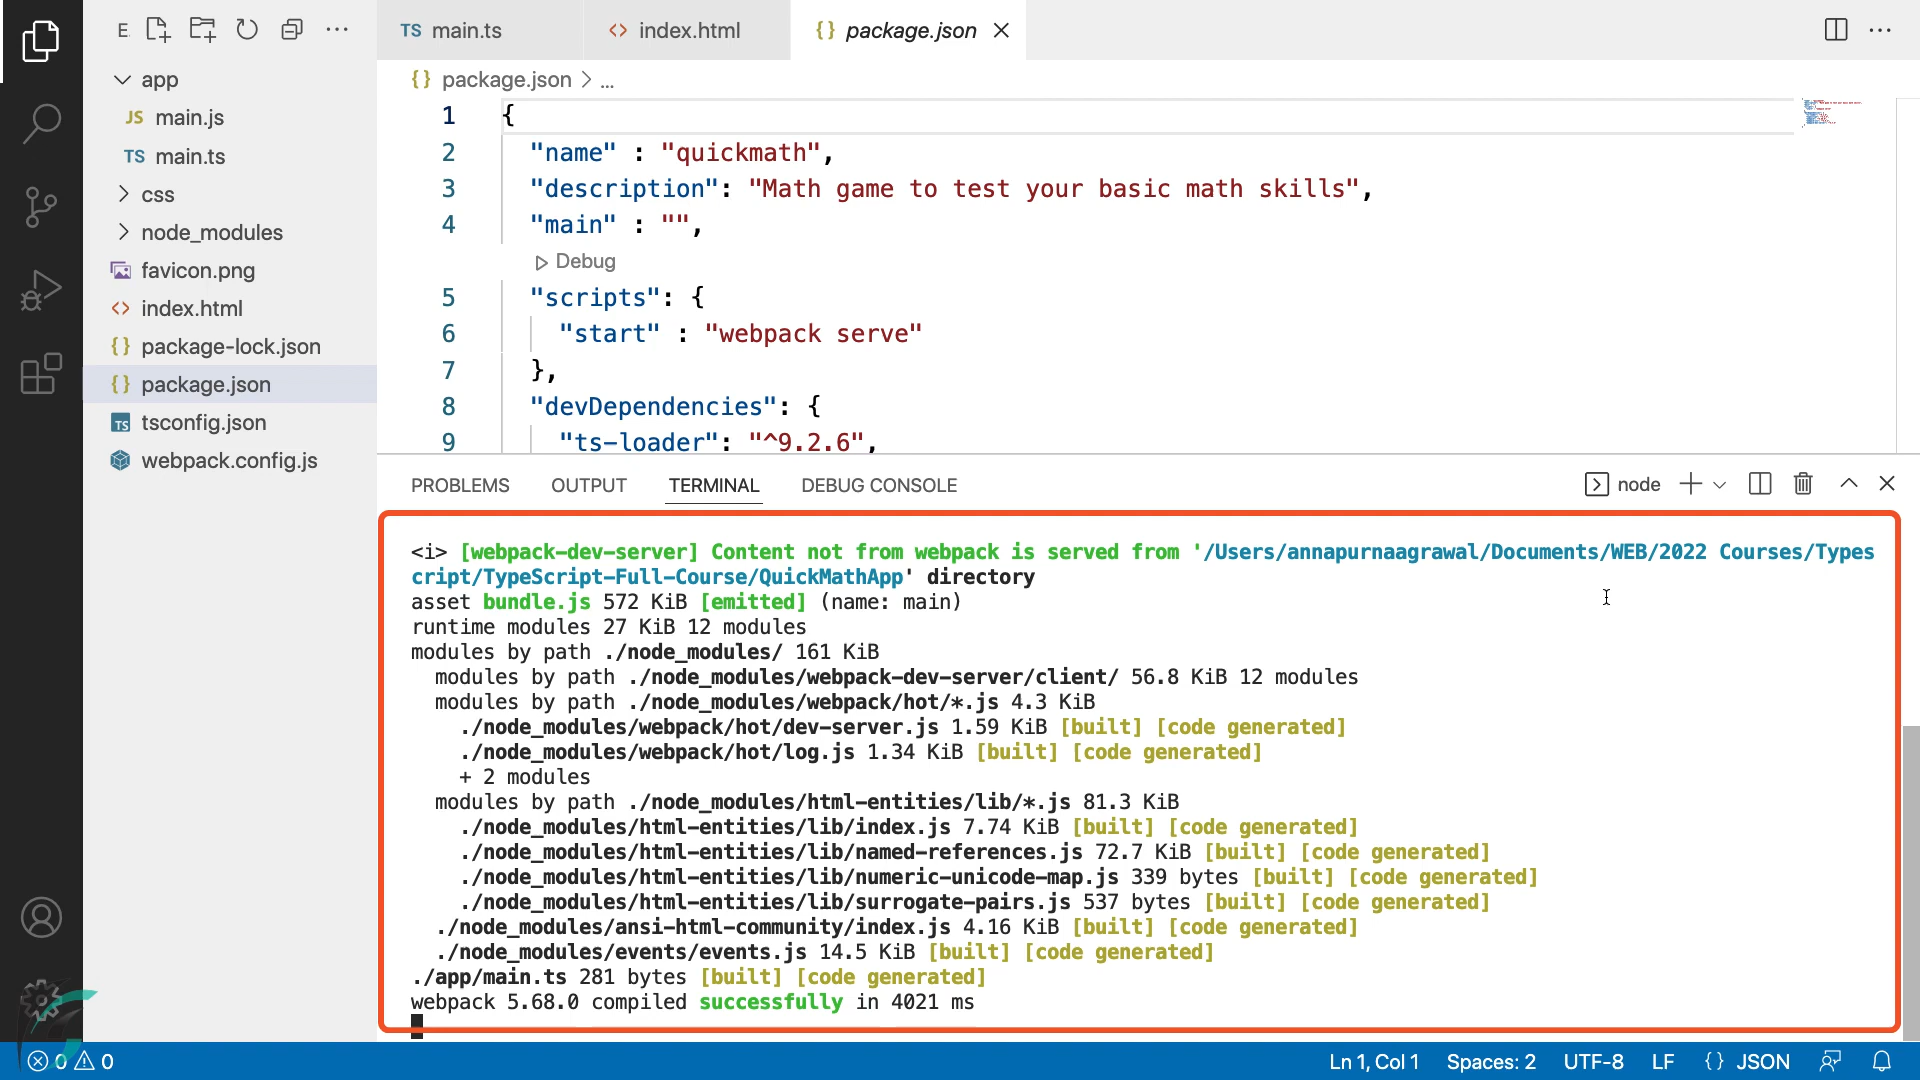 E
TS main.ts
<> index.html
{} package.json
app
JS main.js
TS main.ts
css
node_modules
favicon.png
<> index.html
{} package-lock.json
{} package.json
TS tsconfig.json
webpack.config.js
{} package.json > ...
1 {
2 "name" : "quickmath",
3 "description": "Math game to test your basic math skills",
4 "main" : "",
Debug
5 "scripts": {
6 "start" : "webpack serve"
7 },
8 "devDependencies": {
9 "ts-loader": "^9.2.6",
PROBLEMS OUTPUT TERMINAL DEBUG CONSOLE
node
<i> [webpack-dev-server] Content not from webpack is served from '/Users/annapurnaagrawal/Documents/WEB/2022 Courses/Types
cript/TypeScript-Full-Course/QuickMathApp' directory
asset bundle.js 572 KiB [emitted] (name: main)
runtime modules 27 KiB 12 modules
modules by path ./node_modules/ 161 KiB
modules by path ./node_modules/webpack-dev-server/client/ 56.8 KiB 12 modules
modules by path ./node_modules/webpack/hot/*.js 4.3 KiB
./node_modules/webpack/hot/dev-server.js 1.59 KiB [built] [code generated]
./node_modules/webpack/hot/log.js 1.34 KiB [built] [code generated]
+ 2 modules
modules by path ./node_modules/html-entities/lib/*.js 81.3 KiB
./node_modules/html-entities/lib/index.js 7.74 KiB [built] [code generated]
./node_modules/html-entities/lib/named-references.js 72.7 KiB [built] [code generated]
./node_modules/html-entities/lib/numeric-unicode-map.js 339 bytes [built] [code generated]
./node_modules/html-entities/lib/surrogate-pairs.js 537 bytes [built] [code generated]
./node_modules/ansi-html-community/index.js 4.16 KiB [built] [code generated]
./node_modules/events/events.js 14.5 KiB [built] [code generated]
./app/main.ts 281 bytes [built] [code generated]
webpack 5.68.0 compiled successfully in 4021 ms
0 0
Ln 1, Col 1 Spaces: 2 UTF-8 LF {} JSON